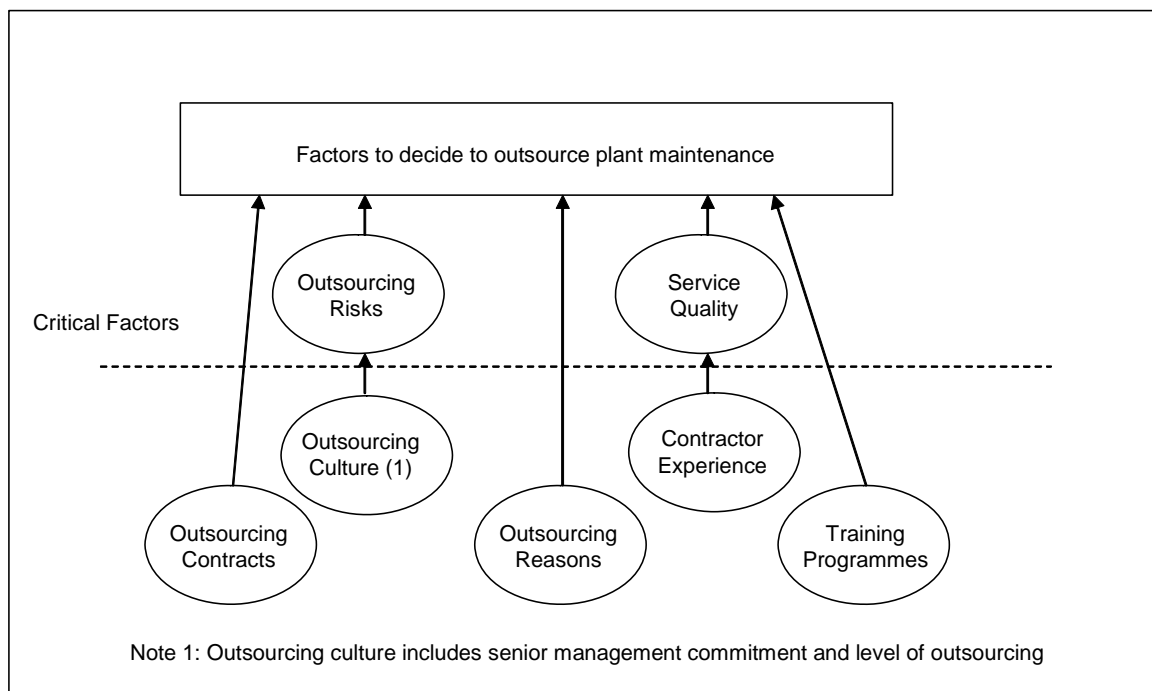 Factors to decide to outsource plant maintenance
Outsourcing
Risks
Service
Quality
Critical Factors
Outsourcing
Culture (1)
Contractor
Experience
Outsourcing
Contracts
Outsourcing
Reasons
Training
Programmes
Note 1: Outsourcing culture includes senior management commitment and level of outsourcing